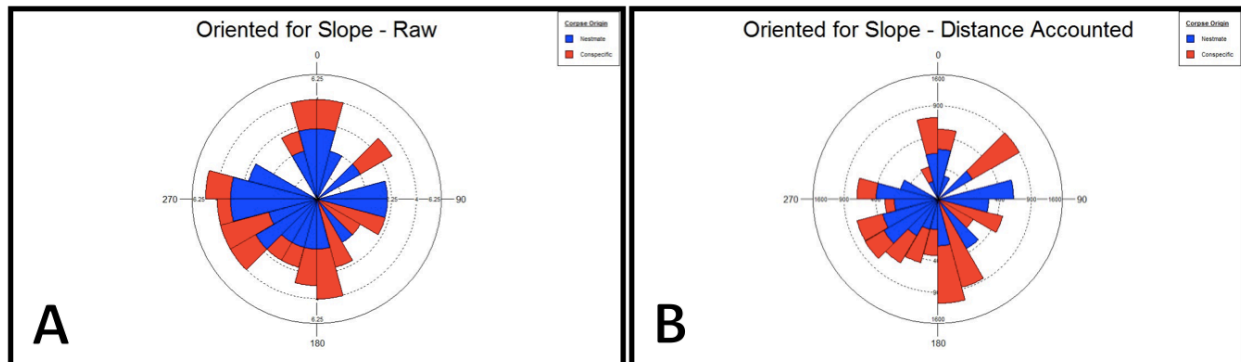 Oriented for Slope - Raw
Corpse Origin
Nestmate
Conspecific
0
6.25
270
6.25
4
6.25
90
6.25
180
A
Oriented for Slope - Distance Accounted
Corpse Origin
Nestmate
Conspecific
0
1600
900
270
1600
900
900
1600
90
1600
180
B